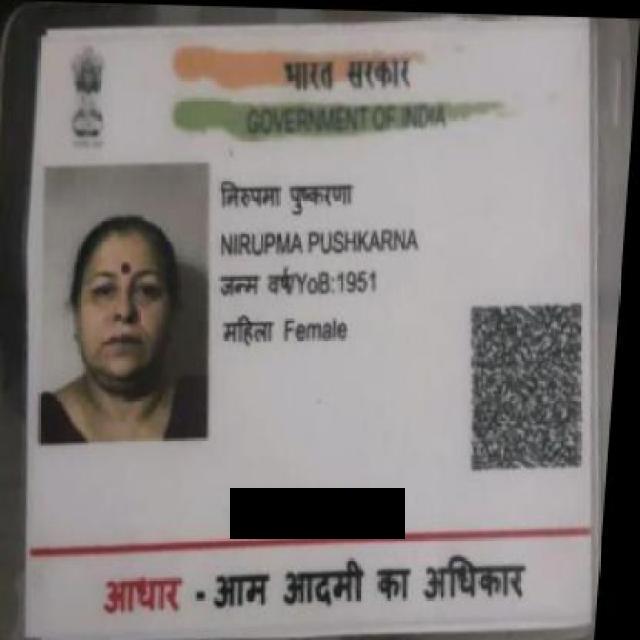 भारत सरकार
GOVERNMENT OF INDIA
निरुपमा पुष्करणा
NIRUPMA PUSHKARNA
जन्म वर्ष/YoB:1951
महिला Female
आधार - आम आदमी का अधिकार